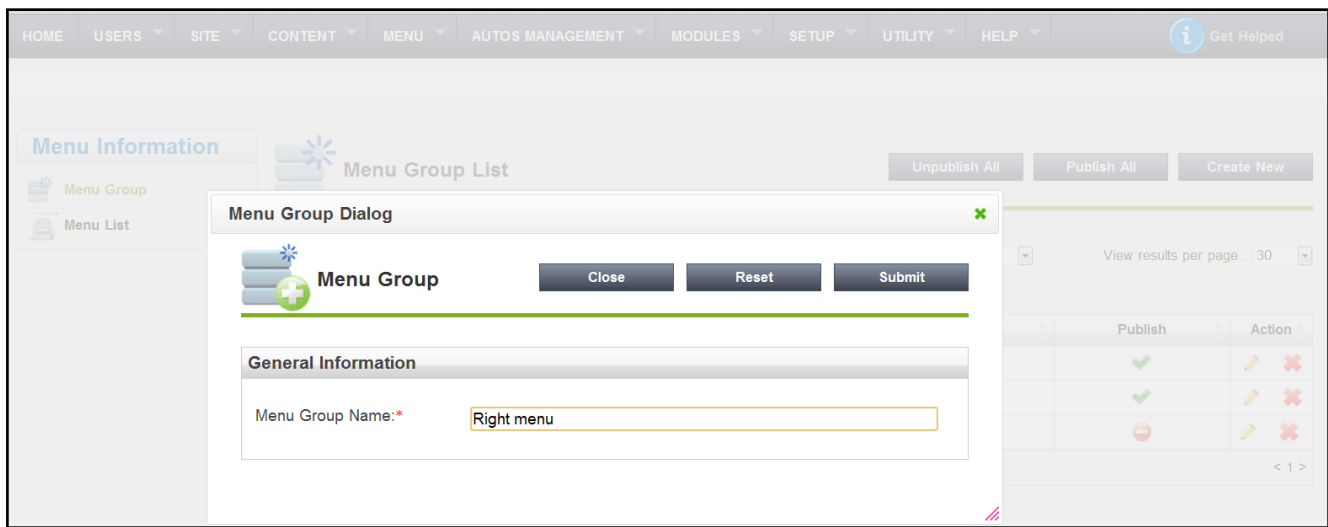 HOME USERS SITE CONTENT MENU AUTOS MANAGEMENT MODULES SETUP UTILITY HELP i Get Helped
Menu Information
Menu Group List
Unpublish All Publish All Create New
Menu Group
Menu List
Menu Group Dialog
View results per page : 30
Menu Group
Close Reset Submit
Publish Action
General Information
Menu Group Name:* Right menu
< 1 >